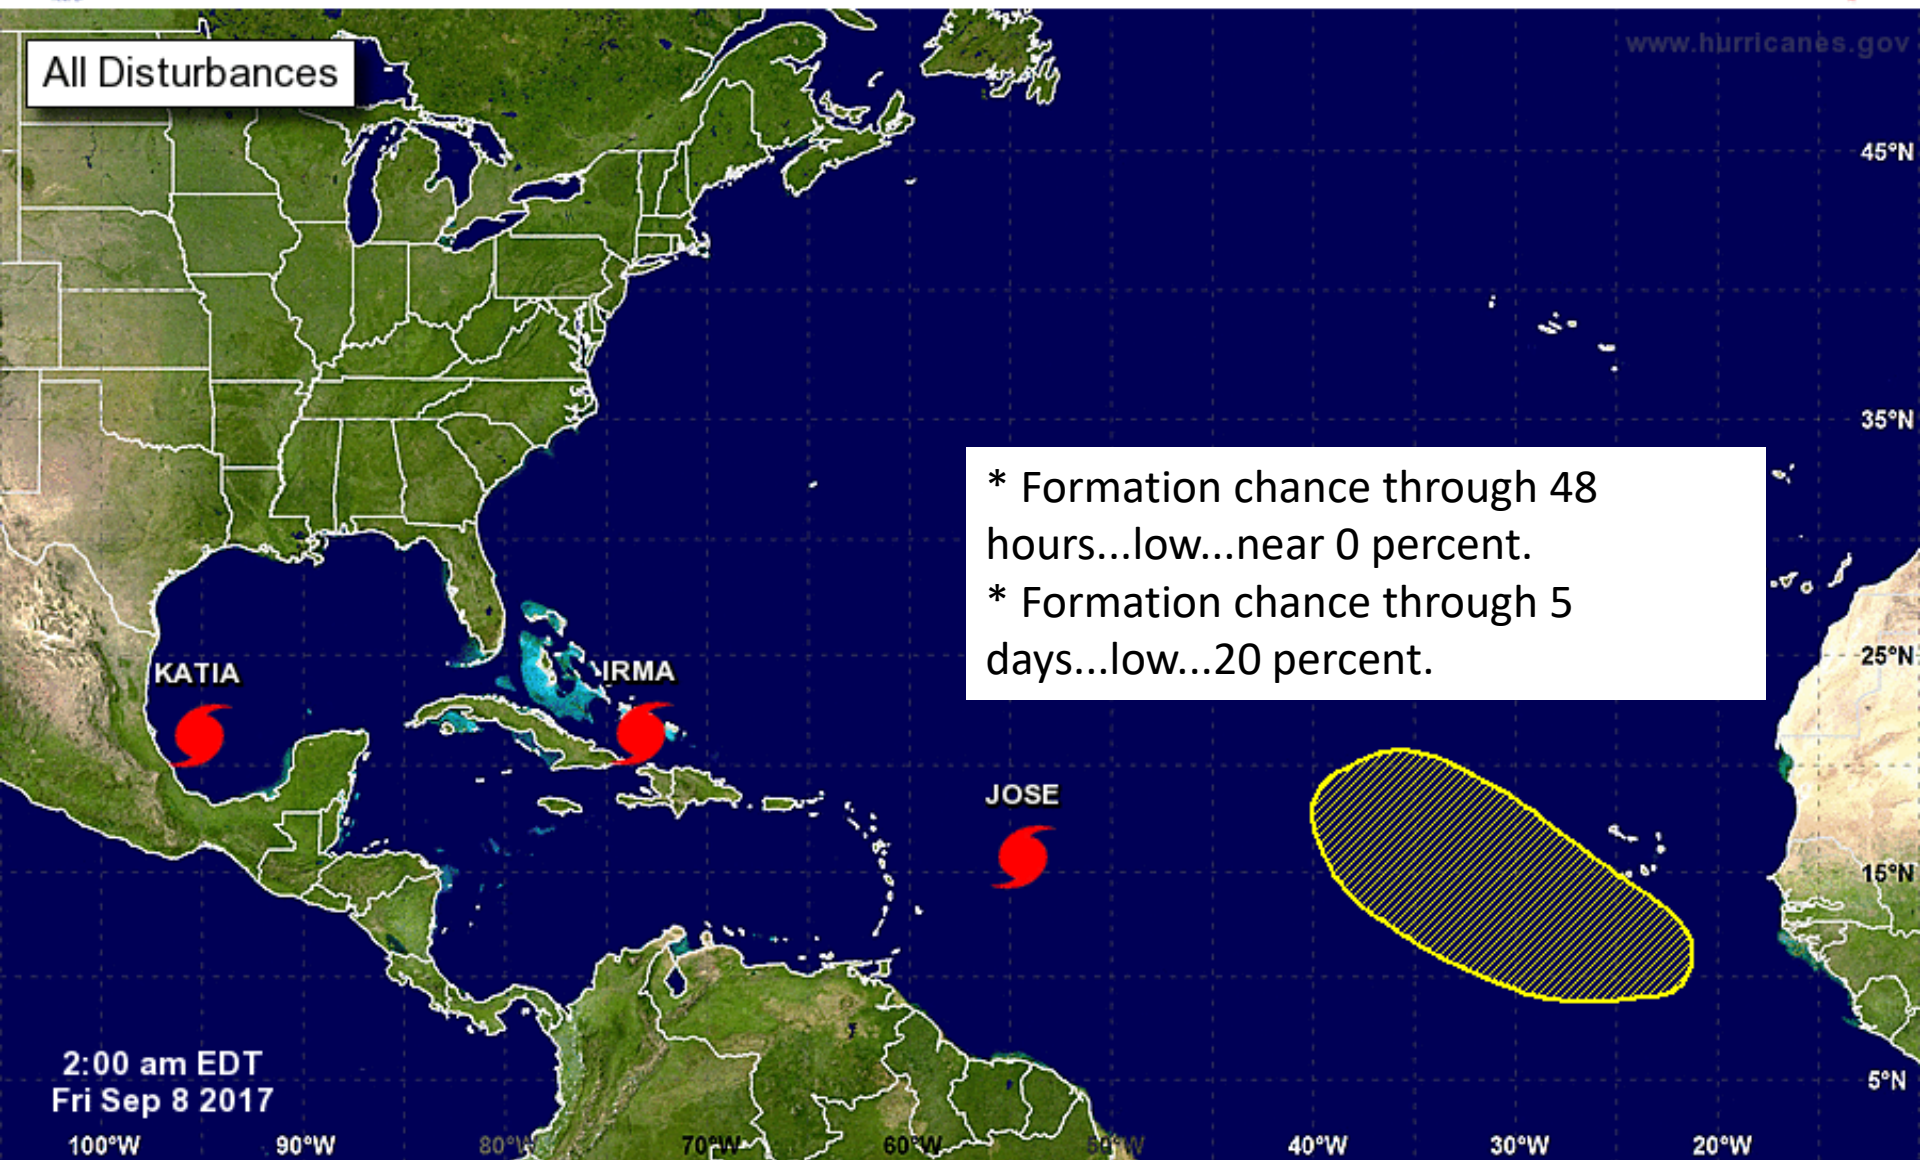 www.hurricanes.gov
All Disturbances
45°N
35°N
* Formation chance through 48
hours...low...near 0 percent.
* Formation chance through 5
days...low...20 percent.
25°N
KATIA
IRMA
JOSE
15°N
2:00 am EDT
Fri Sep 8 2017
5°N
100°W 90°W 80°W 70°W 60°W 50°W 40°W 30°W 20°W